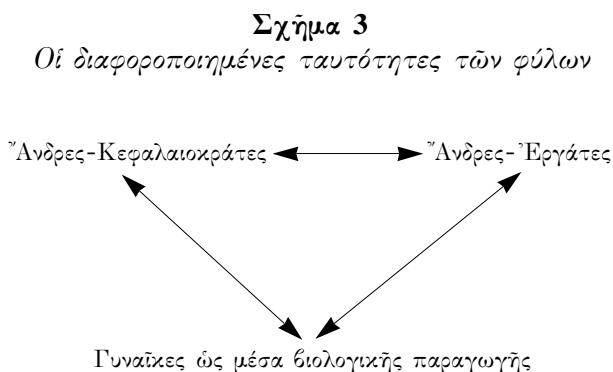 Σχῆμα 3
Οἱ διαφοροποιημένες ταυτότητες τῶν φύλων
Ἄνδρες-Κεφαλαιοκράτες Ἄνδρες-Ἐργάτες
Γυναῖκες ὡς μέσα βιολογικῆς παραγωγῆς